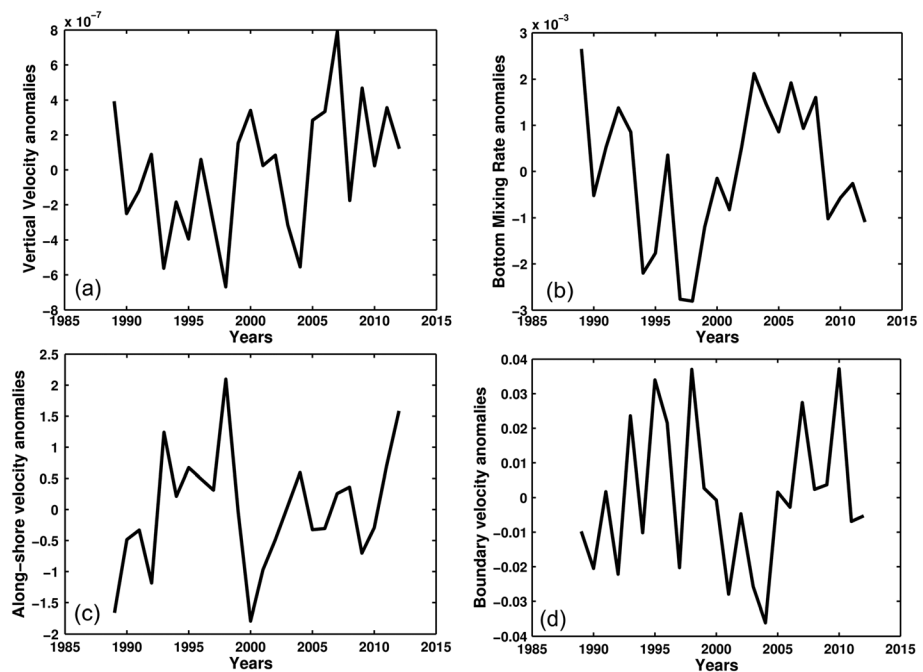 x 10−7
8
6
4
2
0
−2
−4
−6
−8
Vertical Velocity anomalies
(a)
1985 1990 1995 2000 2005 2010 2015
Years
x 10−3
3
2
1
0
−1
−2
−3
Bottom Mixing Rate anomalies
(b)
1985 1990 1995 2000 2005 2010 2015
Years
2.5
2
1.5
1
0.5
0
−0.5
−1
−1.5
−2
Along−shore velocity anomalies
(c)
1985 1990 1995 2000 2005 2010 2015
Years
0.04
0.03
0.02
0.01
0
−0.01
−0.02
−0.03
−0.04
Boundary velocity anomalies
(d)
1985 1990 1995 2000 2005 2010 2015
Years